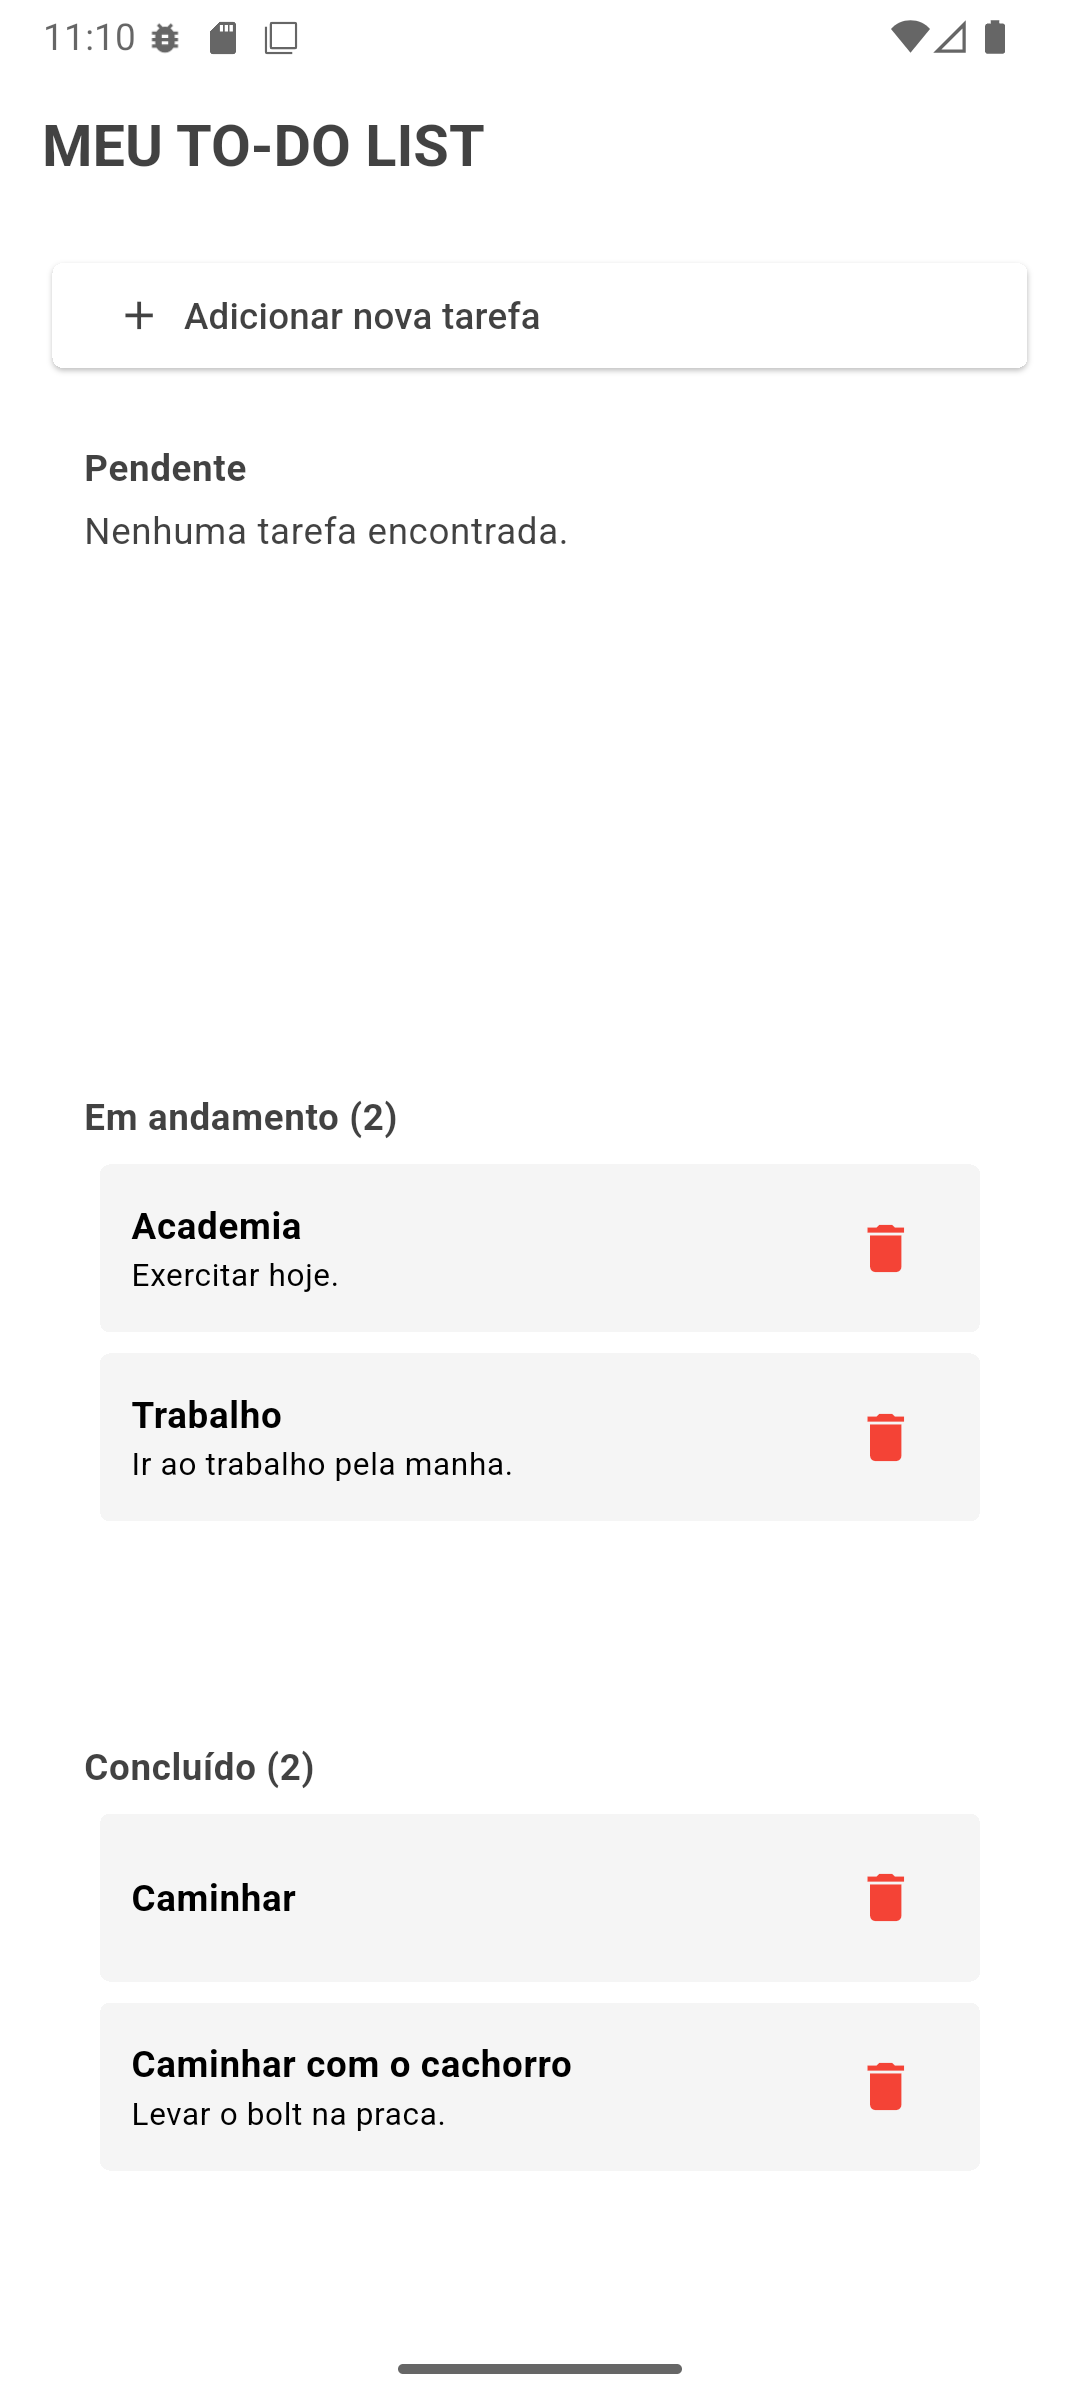 11:10
MEU TO-DO LIST
Adicionar nova tarefa
Pendente
Nenhuma tarefa encontrada.
Em andamento (2)
Academia
Exercitar hoje.
Trabalho
Ir ao trabalho pela manha.
Concluído (2)
Caminhar
Caminhar com o cachorro
Levar o bolt na praca.